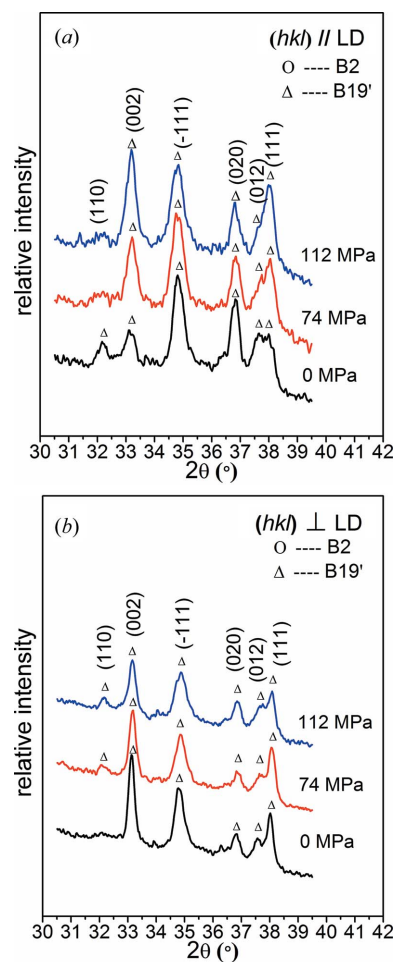 (a)
(hkl) // LD
O ---- B2
Δ ---- B19'
(110)
(002)
(-111)
(020)
(012)
(111)
112 MPa
74 MPa
0 MPa
relative intensity
30 31 32 33 34 35 36 37 38 39 40 41 42
2θ (°)
(b)
(hkl) ⊥ LD
O ---- B2
Δ ---- B19'
(110)
(002)
(-111)
(020)
(012)
(111)
112 MPa
74 MPa
0 MPa
relative intensity
30 31 32 33 34 35 36 37 38 39 40 41 42
2θ (°)